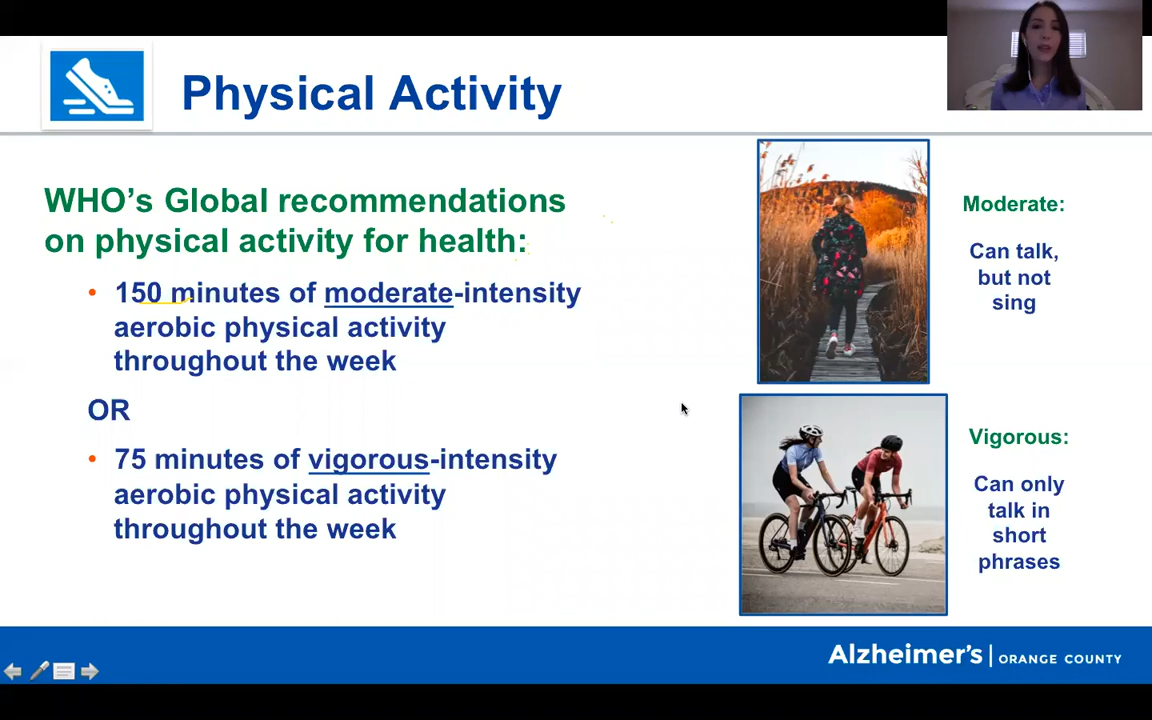 Physical Activity
WHO’s Global recommendations
on physical activity for health:
• 150 minutes of moderate-intensity
aerobic physical activity
throughout the week
OR
• 75 minutes of vigorous-intensity
aerobic physical activity
throughout the week
Moderate:
Can talk,
but not
sing
Vigorous:
Can only
talk in
short
phrases
Alzheimer's | ORANGE COUNTY